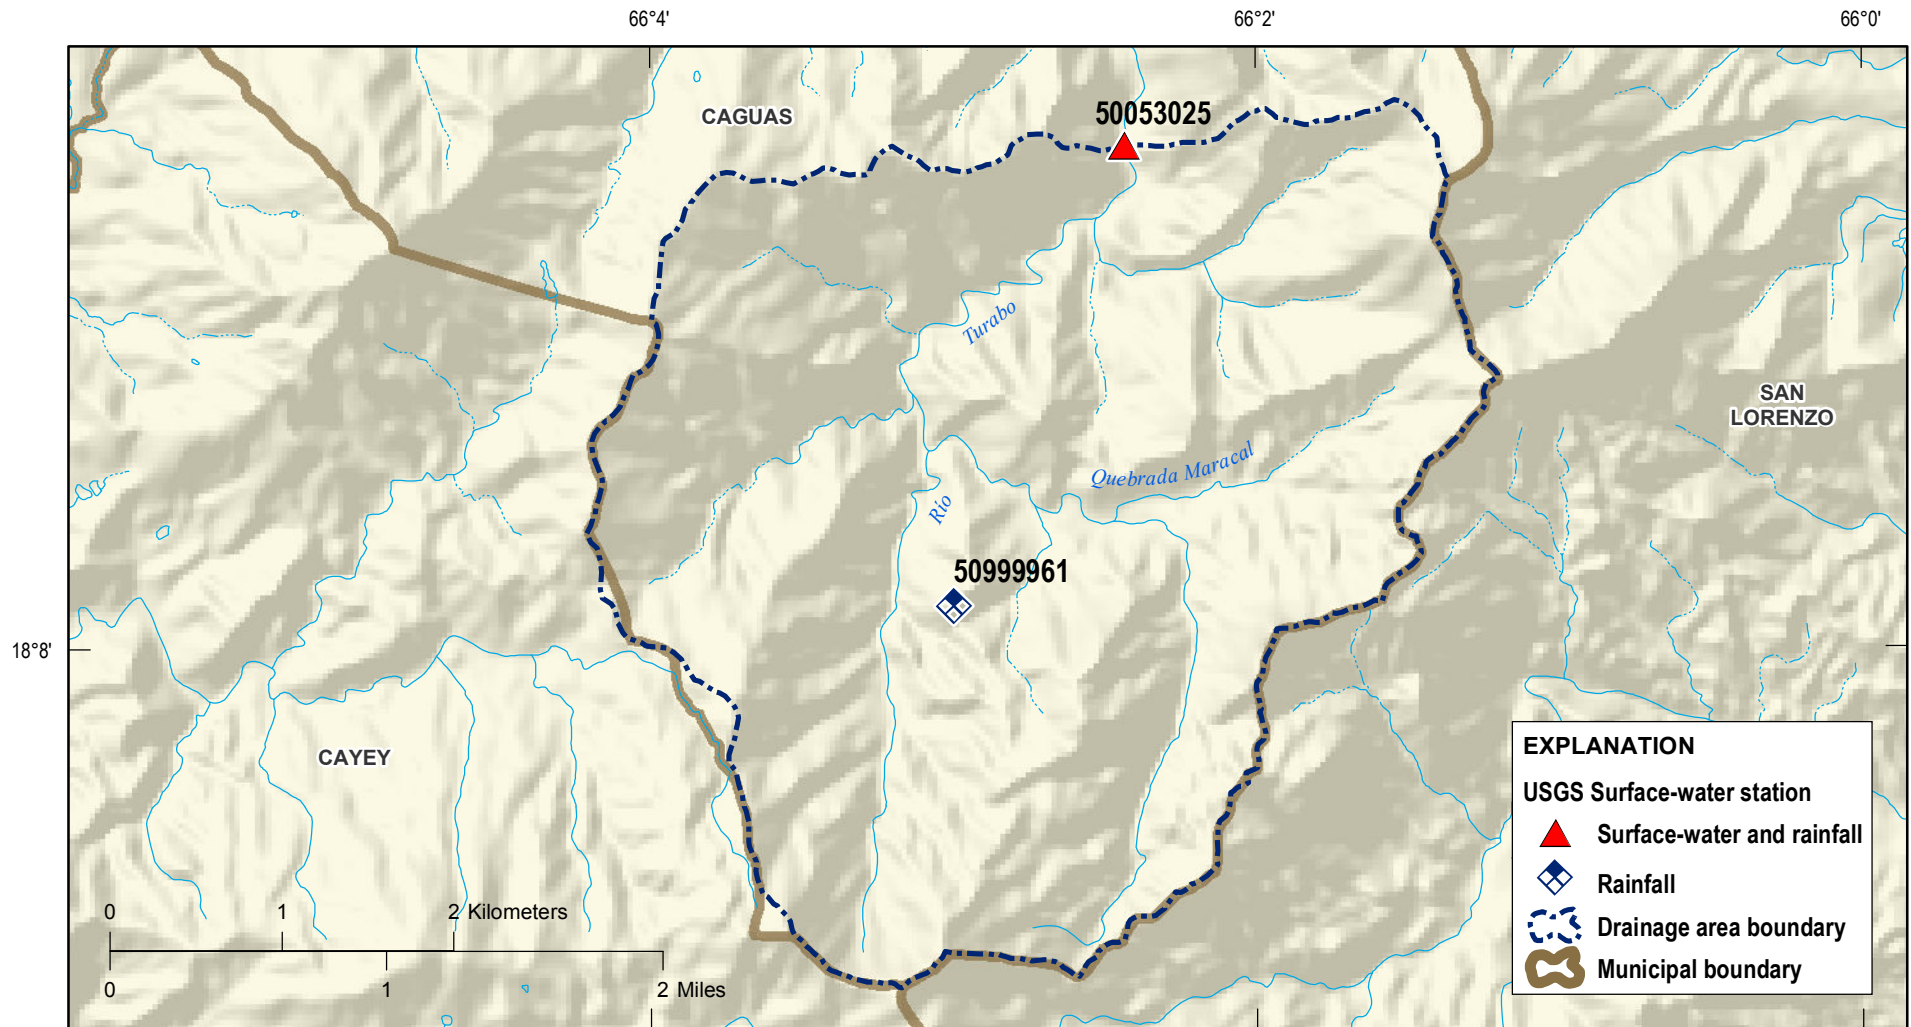 66°4'
66°2'
66°0'
CAGUAS
50053025
Turabo
SAN
LORENZO
Quebrada Maracal
Río
50999961
18°8'
CAYEY
EXPLANATION
USGS Surface-water station
Surface-water and rainfall
Rainfall
Drainage area boundary
Municipal boundary
0 1 2 Kilometers
0 1 2 Miles